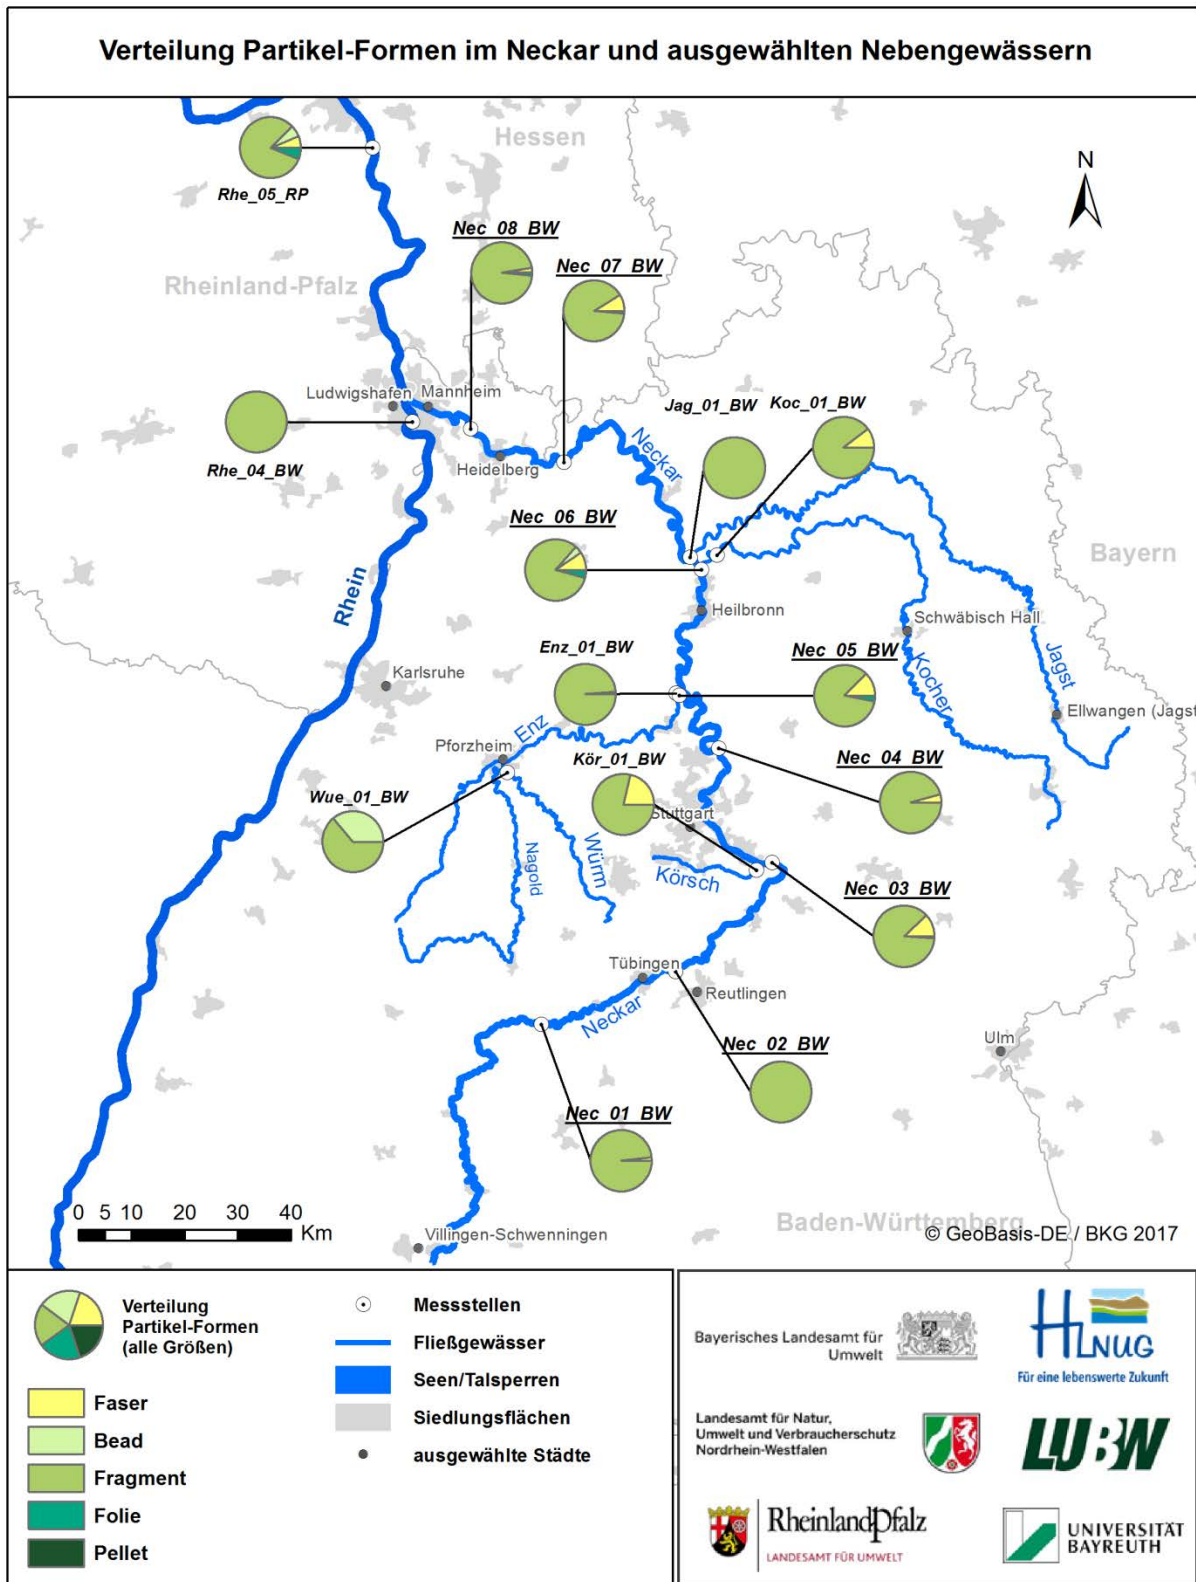 Verteilung Partikel-Formen im Neckar und ausgewählten Nebengewässern
Hessen
N
Rhe_05_RP
Nec_08_BW
Nec_07_BW
Rheinland-Pfalz
Ludwigshafen
Mannheim
Jag_01_BW
Koc_01_BW
Neckar
Rhe_04_BW
Heidelberg
Nec_06_BW
Bayern
Rhein
Heilbronn
Schwäbisch Hall
Enz_01_BW
Nec_05_BW
Jagst
Kocher
Karlsruhe
Ellwangen (Jagst
Enz
Pforzheim
Kör_01_BW
Nec_04_BW
Wue_01_BW
Stuttgart
Nagold
Würm
Körsch
Nec_03_BW
Tübingen
Reutlingen
Neckar
Nec_02_BW
Ulm
Nec_01_BW
0 5 10 20 30 40
Km
Villingen-Schwenningen
Baden-Württemberg
© GeoBasis-DE / BKG 2017
Verteilung
Partikel-Formen
(alle Größen)
Faser
Bead
Fragment
Folie
Pellet
Messstellen
Fließgewässer
Seen/Talsperren
Siedlungsflächen
ausgewählte Städte
Bayerisches Landesamt für
Umwelt
HLNUG
Für eine lebenswerte Zukunft
Landesamt für Natur,
Umwelt und Verbraucherschutz
Nordrhein-Westfalen
LUBW
RheinlandPfalz
LANDESAMT FÜR UMWELT
UNIVERSITÄT
BAYREUTH